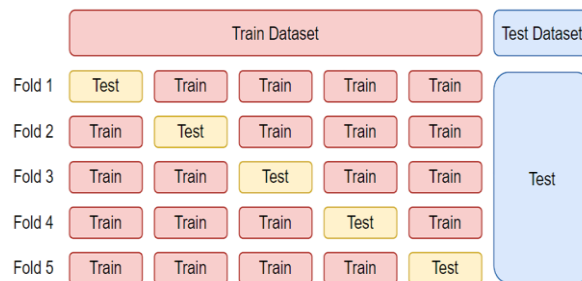 Train Dataset Test Dataset
Fold 1 Test Train Train Train Train
Fold 2 Train Test Train Train Train
Fold 3 Train Train Test Train Train Test
Fold 4 Train Train Train Test Train
Fold 5 Train Train Train Train Test